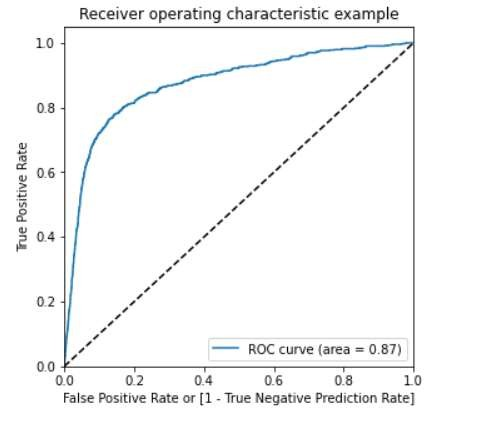 Receiver operating characteristic example
1.0
0.8
0.6
0.4
0.2
0.0
True Positive Rate
ROC curve (area = 0.87)
0.0 0.2 0.4 0.6 0.8 1.0
False Positive Rate or [1 - True Negative Prediction Rate]